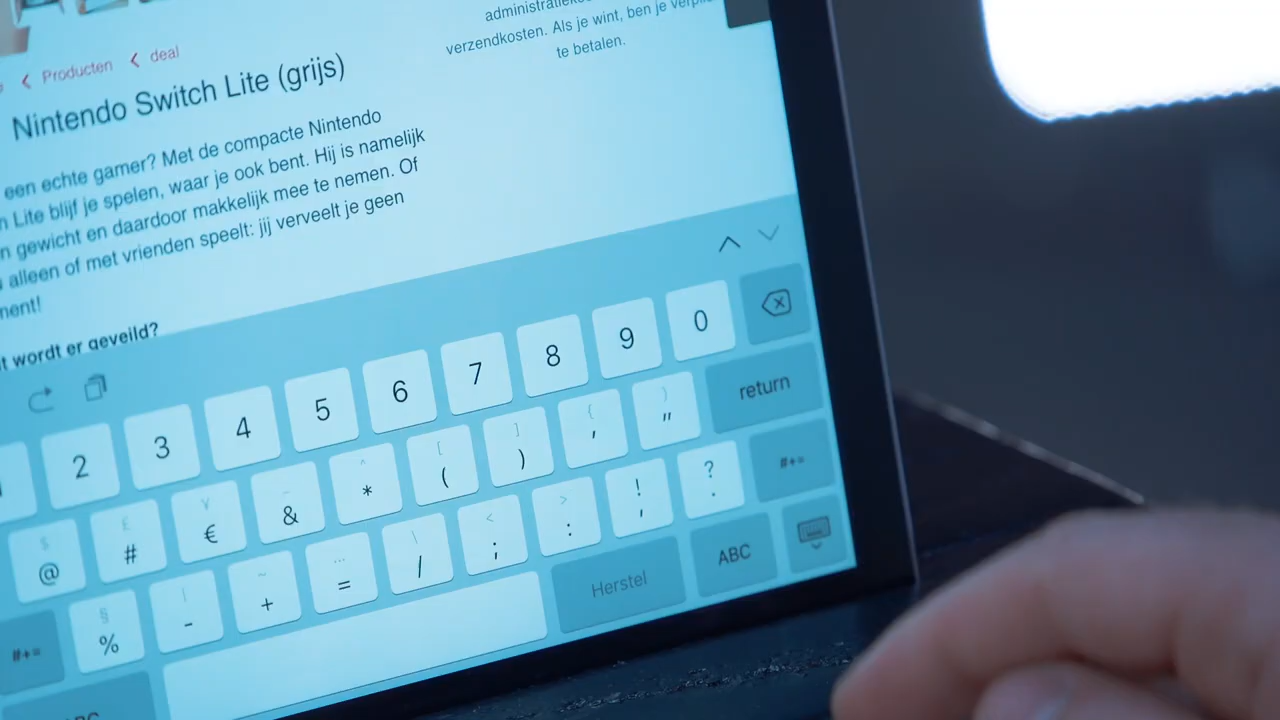 administratiekos
verzendkosten. Als je wint, ben je verplic
te betalen.
Producten deal
Nintendo Switch Lite (grijs)
een echte gamer? Met de compacte Nintendo
Lite blijf je spelen, waar je ook bent. Hij is namelijk
gewicht en daardoor makkelijk mee te nemen. Of
alleen of met vrienden speelt: jij verveelt je geen
ment!
wordt er geveild?
2 3 4 5 6 7 8 9 0
$ @ £ # ¥ € _ & ^ * [ ( ] ) { ' } " return
#+= § % | - ~ + … = \ / < ; > : ! , ? . #+=
ABC Herstel ABC